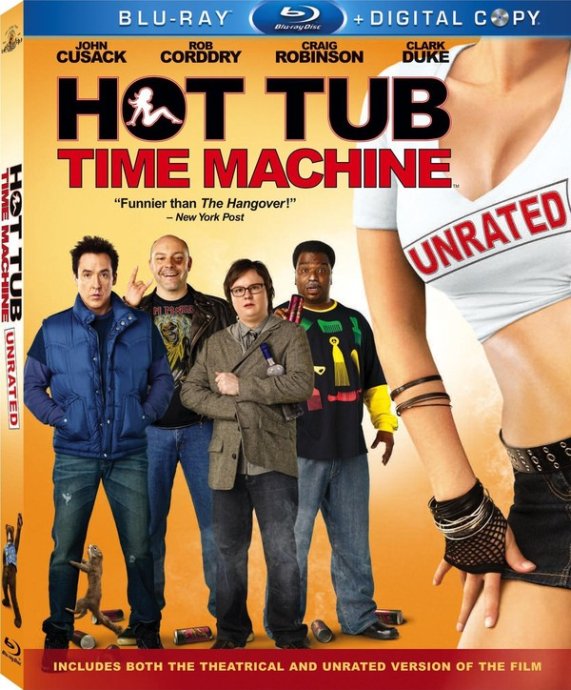 BLU-RAY Blu-ray Disc + DIGITAL COPY
JOHN CUSACK
ROB CORDDRY
CRAIG ROBINSON
CLARK DUKE
HOT TUB
TIME MACHINE™
"Funnier than The Hangover!"
– New York Post
UNRATED
HOT TUB
TIME MACHINE
UNRATED
INCLUDES BOTH THE THEATRICAL AND UNRATED VERSION OF THE FILM